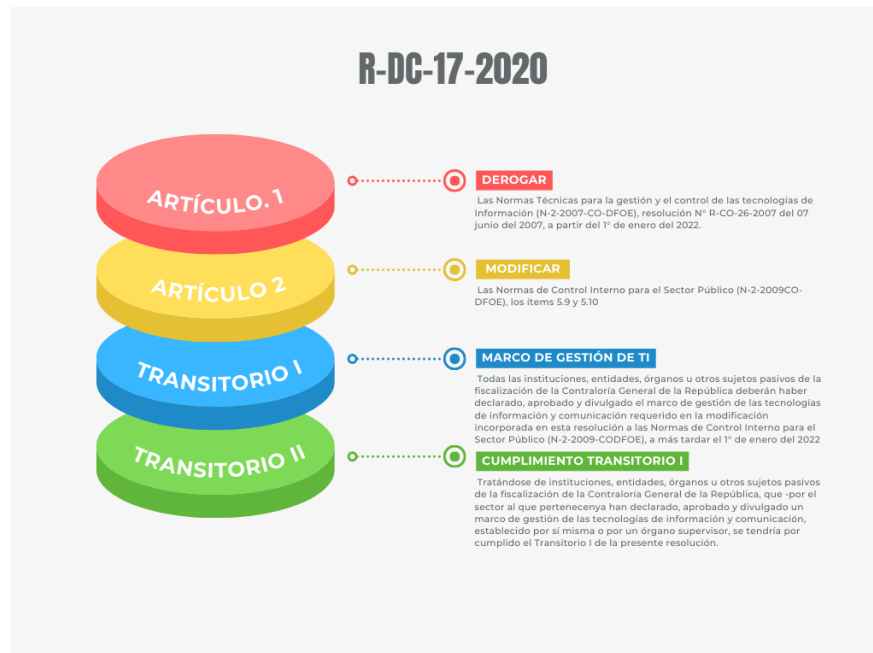 R-DC-17-2020
ARTÍCULO. 1
DEROGAR
Las Normas Técnicas para la gestión y el control de las tecnologías de
Información (N-2-2007-CO-DFOE), resolución N° R-CO-26-2007 del 07
junio del 2007, a partir del 1° de enero del 2022.
ARTÍCULO 2
MODIFICAR
Las Normas de Control Interno para el Sector Público (N-2-2009CO-
DFOE), los ítems 5.9 y 5.10
TRANSITORIO I
MARCO DE GESTIÓN DE TI
Todas las instituciones, entidades, órganos u otros sujetos pasivos de la
fiscalización de la Contraloría General de la República deberán haber
declarado, aprobado y divulgado el marco de gestión de las tecnologías
de información y comunicación requerido en la modificación
incorporada en esta resolución a las Normas de Control Interno para el
Sector Público (N-2-2009-CODFOE), a más tardar el 1° de enero del 2022
TRANSITORIO II
CUMPLIMIENTO TRANSITORIO I
Tratándose de instituciones, entidades, órganos u otros sujetos pasivos
de la fiscalización de la Contraloría General de la República, que -por el
sector al que pertenecenya han declarado, aprobado y divulgado un
marco de gestión de las tecnologías de información y comunicación,
establecido por sí misma o por un órgano supervisor, se tendría por
cumplido el Transitorio I de la presente resolución.